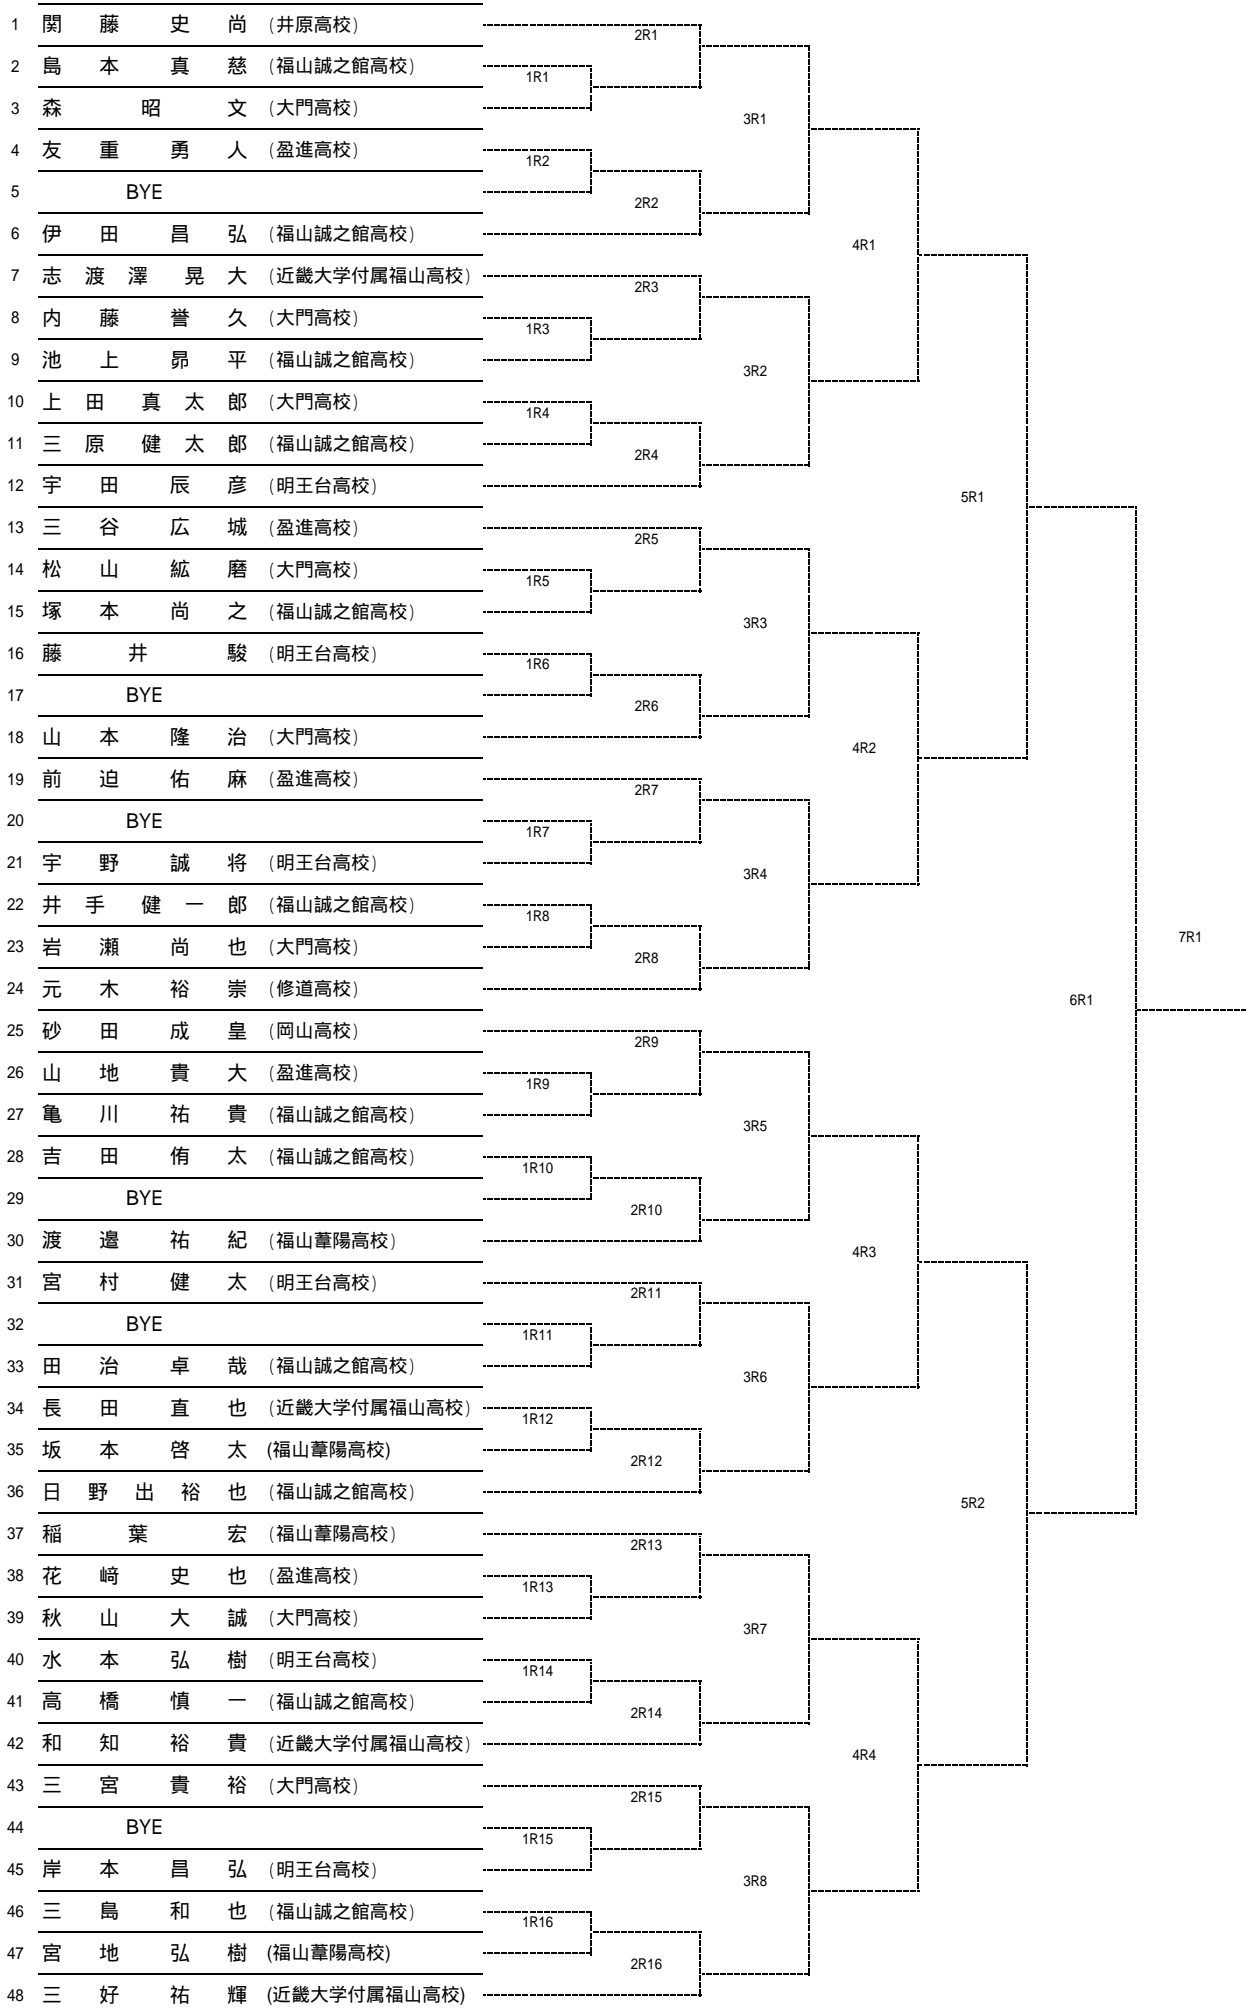 1 関藤史尚 (井原高校)
2R1
2 島本真慈 (福山誠之館高校)
1R1
3 森昭文 (大門高校)
3R1
4 友重勇人 (盈進高校)
1R2
5 BYE
2R2
6 伊田昌弘 (福山誠之館高校)
4R1
7 志渡澤晃大 (近畿大学付属福山高校)
2R3
8 内藤誉久 (大門高校)
1R3
9 池上昴平 (福山誠之館高校)
3R2
10 上田真太郎 (大門高校)
1R4
11 三原健太郎 (福山誠之館高校)
2R4
12 宇田辰彦 (明王台高校)
5R1
13 三谷広城 (盈進高校)
2R5
14 松山紘磨 (大門高校)
1R5
15 塚本尚之 (福山誠之館高校)
3R3
16 藤井駿 (明王台高校)
1R6
17 BYE
2R6
18 山本隆治 (大門高校)
4R2
19 前迫佑麻 (盈進高校)
2R7
20 BYE
1R7
21 宇野誠将 (明王台高校)
3R4
22 井手健一郎 (福山誠之館高校)
1R8
23 岩瀬尚也 (大門高校)
7R1
2R8
24 元木裕崇 (修道高校)
6R1
25 砂田成皇 (岡山高校)
2R9
26 山地貴大 (盈進高校)
1R9
27 亀川祐貴 (福山誠之館高校)
3R5
28 吉田侑太 (福山誠之館高校)
1R10
29 BYE
2R10
30 渡邉祐紀 (福山葦陽高校)
4R3
31 宮村健太 (明王台高校)
2R11
32 BYE
1R11
33 田治卓哉 (福山誠之館高校)
3R6
34 長田直也 (近畿大学付属福山高校)
1R12
35 坂本啓太 (福山葦陽高校)
2R12
36 日野出裕也 (福山誠之館高校)
5R2
37 稲葉宏 (福山葦陽高校)
2R13
38 花﨑史也 (盈進高校)
1R13
39 秋山大誠 (大門高校)
3R7
40 水本弘樹 (明王台高校)
1R14
41 高橋慎一 (福山誠之館高校)
2R14
42 和知裕貴 (近畿大学付属福山高校)
4R4
43 三宮貴裕 (大門高校)
2R15
44 BYE
1R15
45 岸本昌弘 (明王台高校)
3R8
46 三島和也 (福山誠之館高校)
1R16
47 宮地弘樹 (福山葦陽高校)
2R16
48 三好祐輝 (近畿大学付属福山高校)